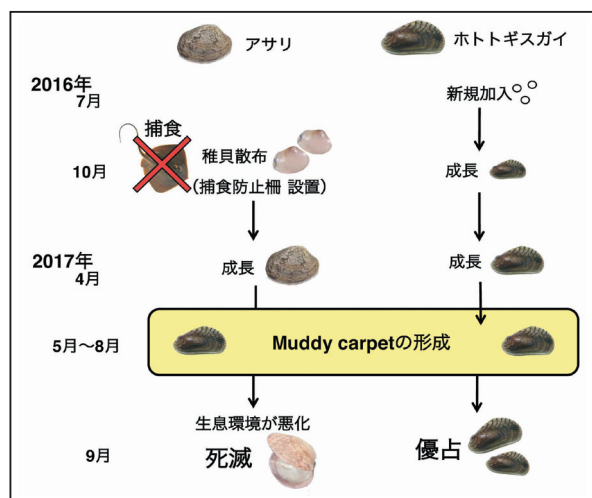 アサリ
ホトトギスガイ
2016年
7月
新規加入
捕食
10月
稚貝散布
(捕食防止柵 設置)
成長
2017年
4月
成長
成長
5月〜8月
Muddy carpetの形成
生息環境が悪化
9月
死滅
優占